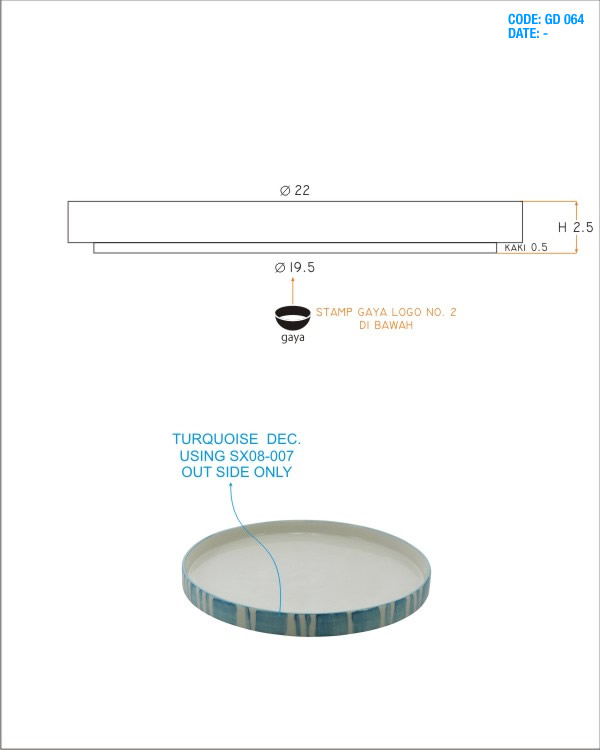 CODE: GD 064
DATE: -
Ø 22
H 2.5
KAKI 0.5
Ø 19.5
STAMP GAYA LOGO NO. 2
DI BAWAH
gaya
TURQUOISE DEC.
USING SX08-007
OUT SIDE ONLY